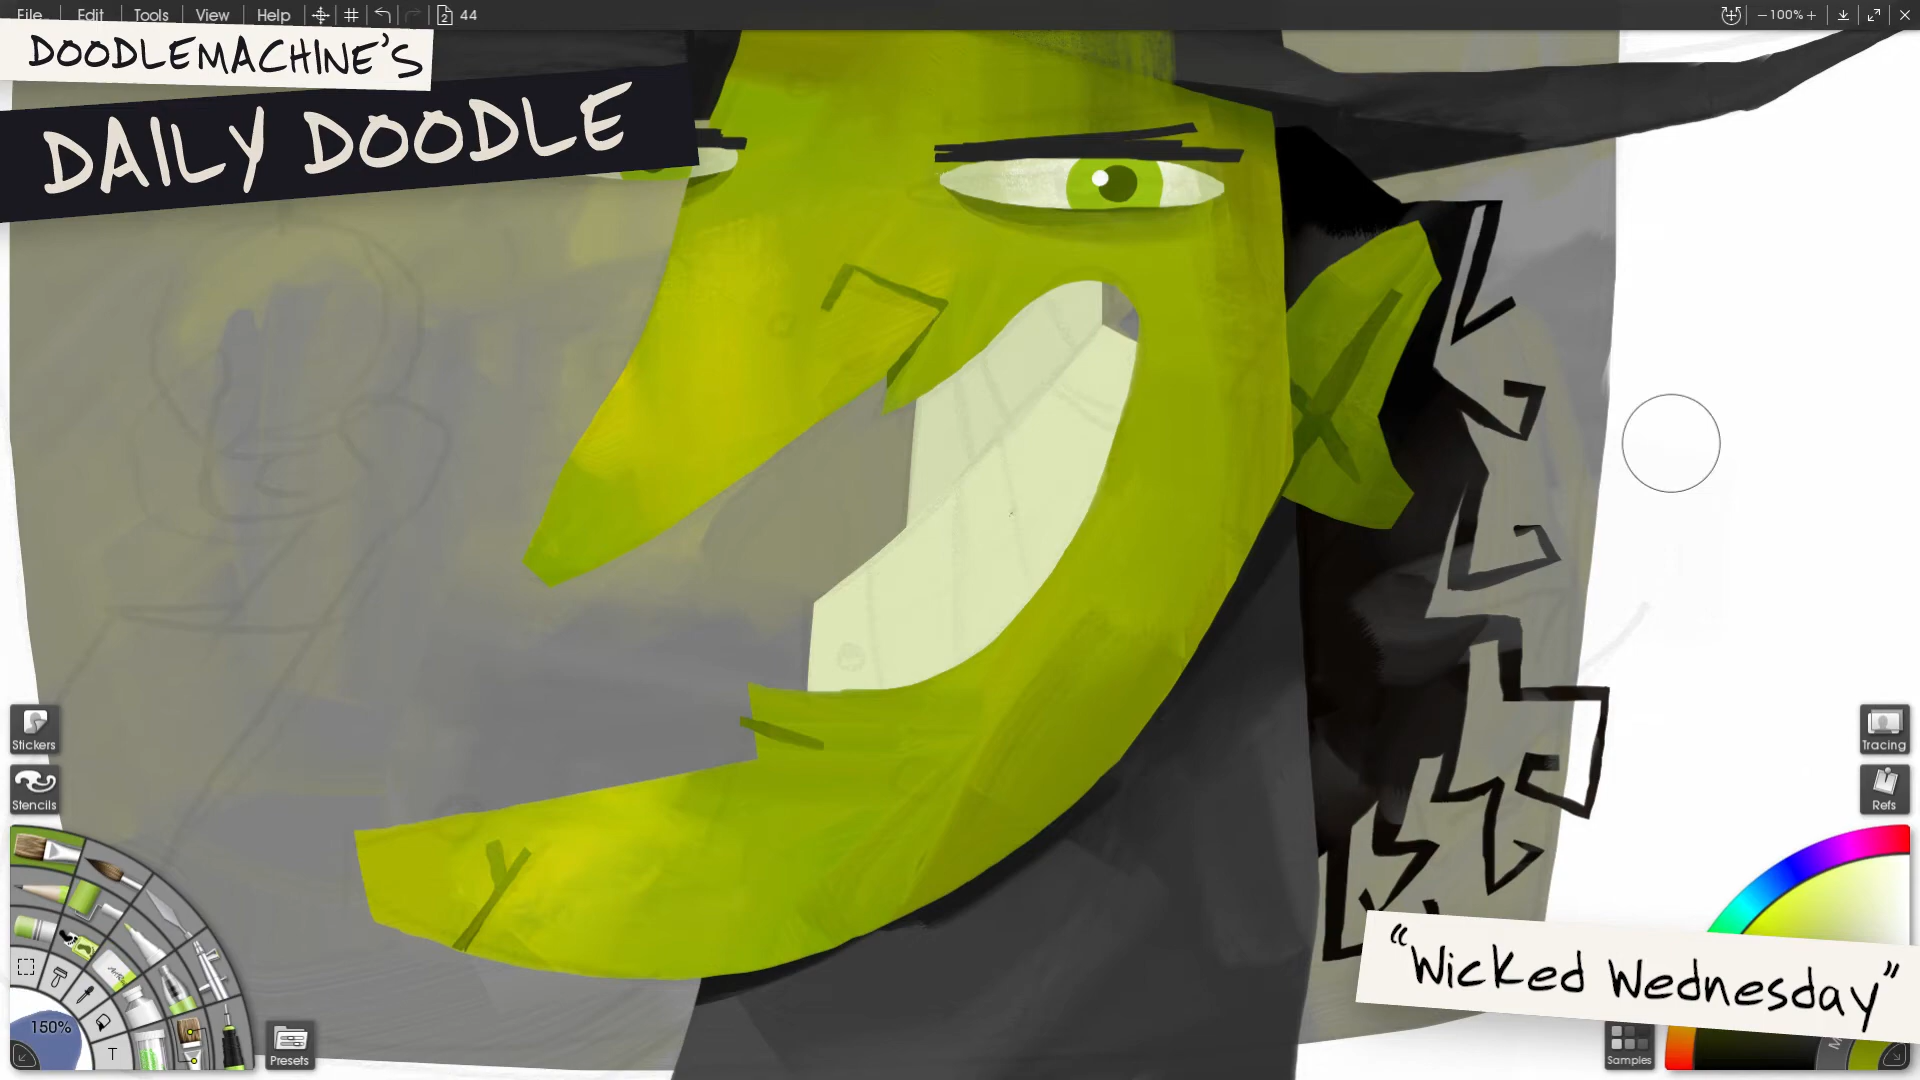 File Edit Tools View Help 2 44 −100%+
DOODLEMACHINE'S
DAILY DOODLE
Stickers
Stencils
Tracing
Refs
150%
T
Presets
"Wicked Wednesday"
Samples